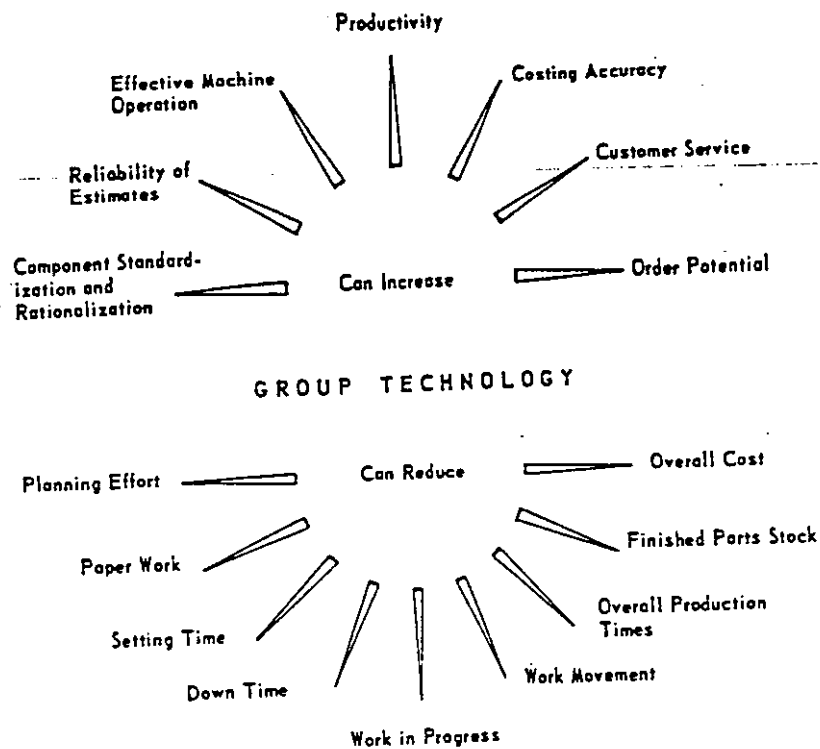 Productivity
Effective Machine
Operation
Costing Accuracy
Reliability of
Estimates
Customer Service
Component Standard-
ization and
Rationalization
Can Increase
Order Potential
GROUP TECHNOLOGY
Planning Effort
Can Reduce
Overall Cost
Paper Work
Finished Parts Stock
Setting Time
Overall Production
Times
Down Time
Work Movement
Work in Progress